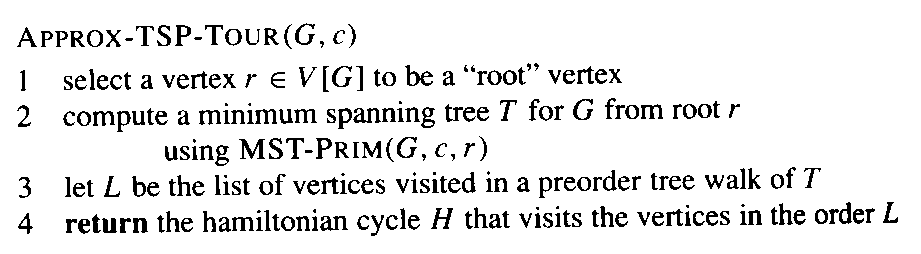 APPROX-TSP-TOUR(G, c)
1 select a vertex r ∈ V[G] to be a “root” vertex
2 compute a minimum spanning tree T for G from root r
using MST-PRIM(G, c, r)
3 let L be the list of vertices visited in a preorder tree walk of T
4 return the hamiltonian cycle H that visits the vertices in the order L